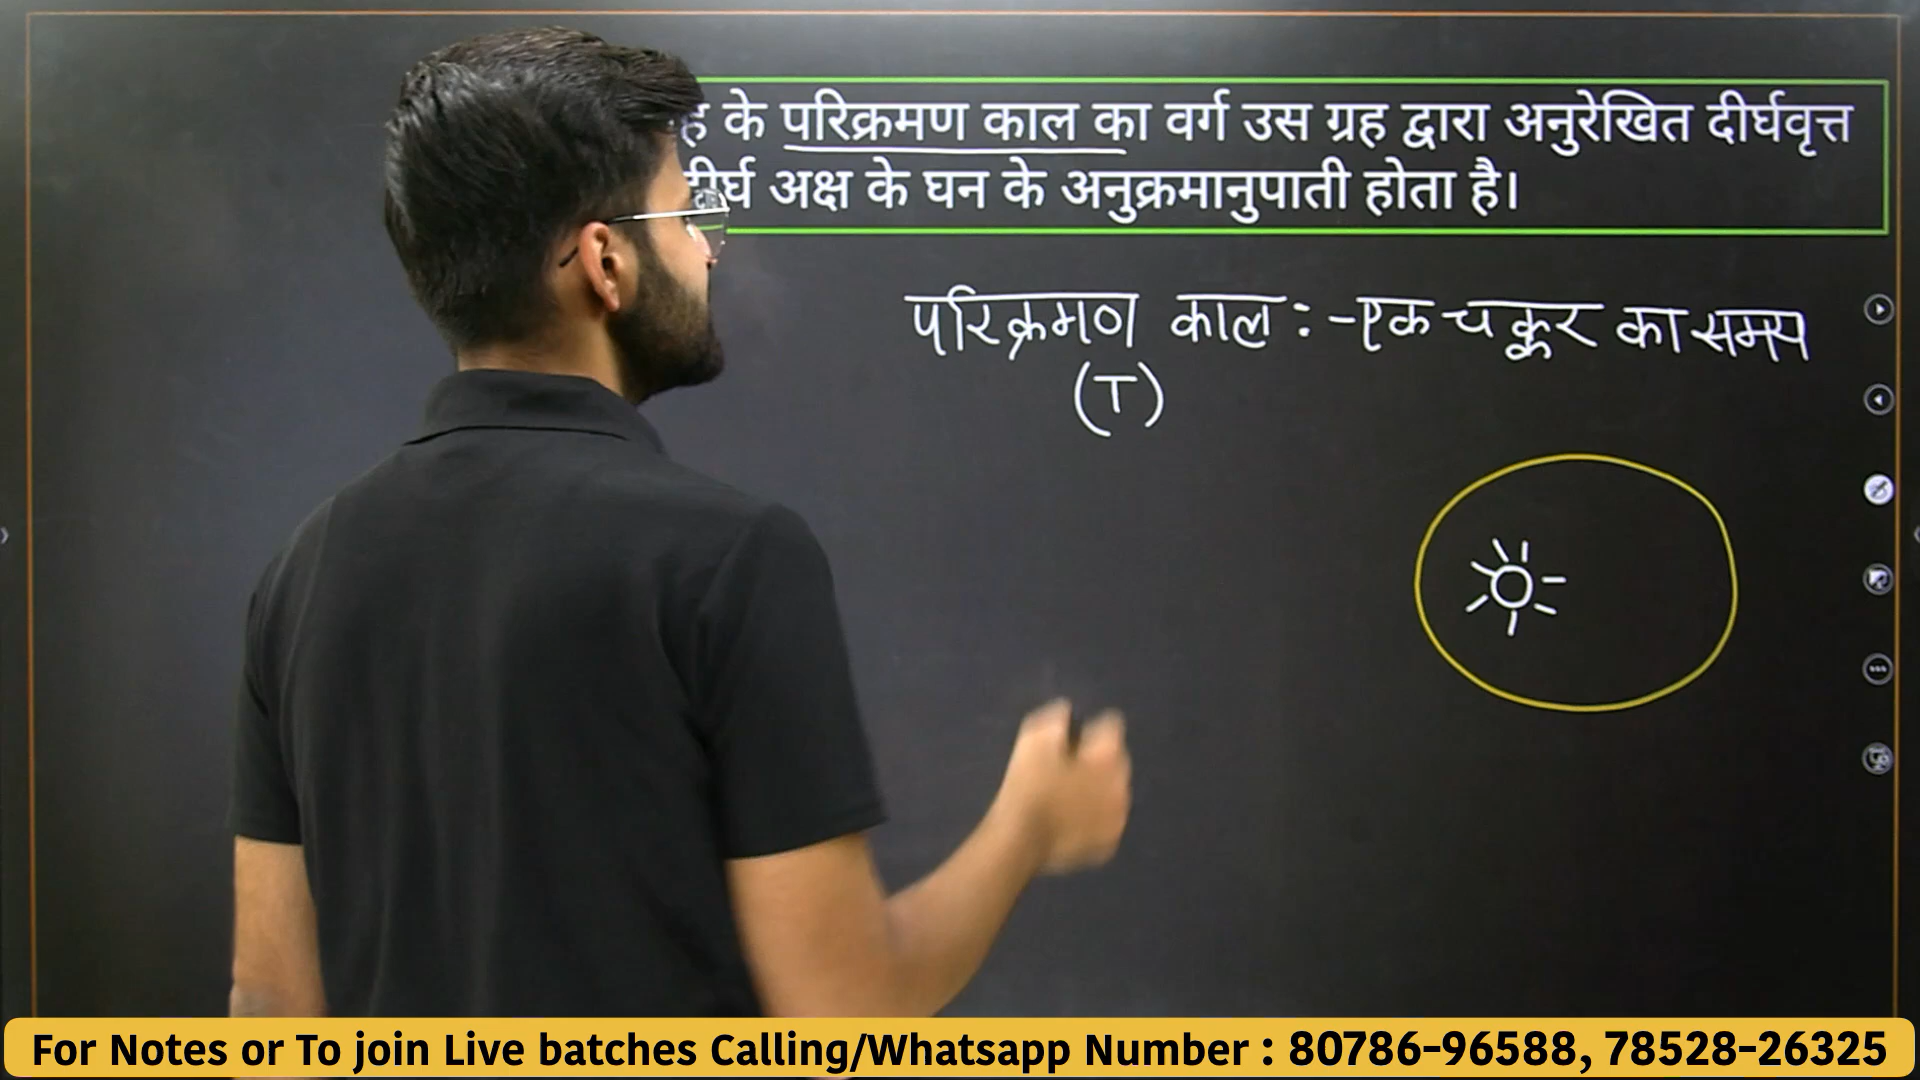 के परिक्रमण काल का वर्ग उस ग्रह द्वारा अनुरेखित दीर्घवृत्त
अक्ष के घन के अनुक्रमानुपाती होता है।
परिक्रमण काल :- एक चक्कर का समय
(T)
For Notes or To join Live batches Calling/Whatsapp Number : 80786-96588, 78528-26325